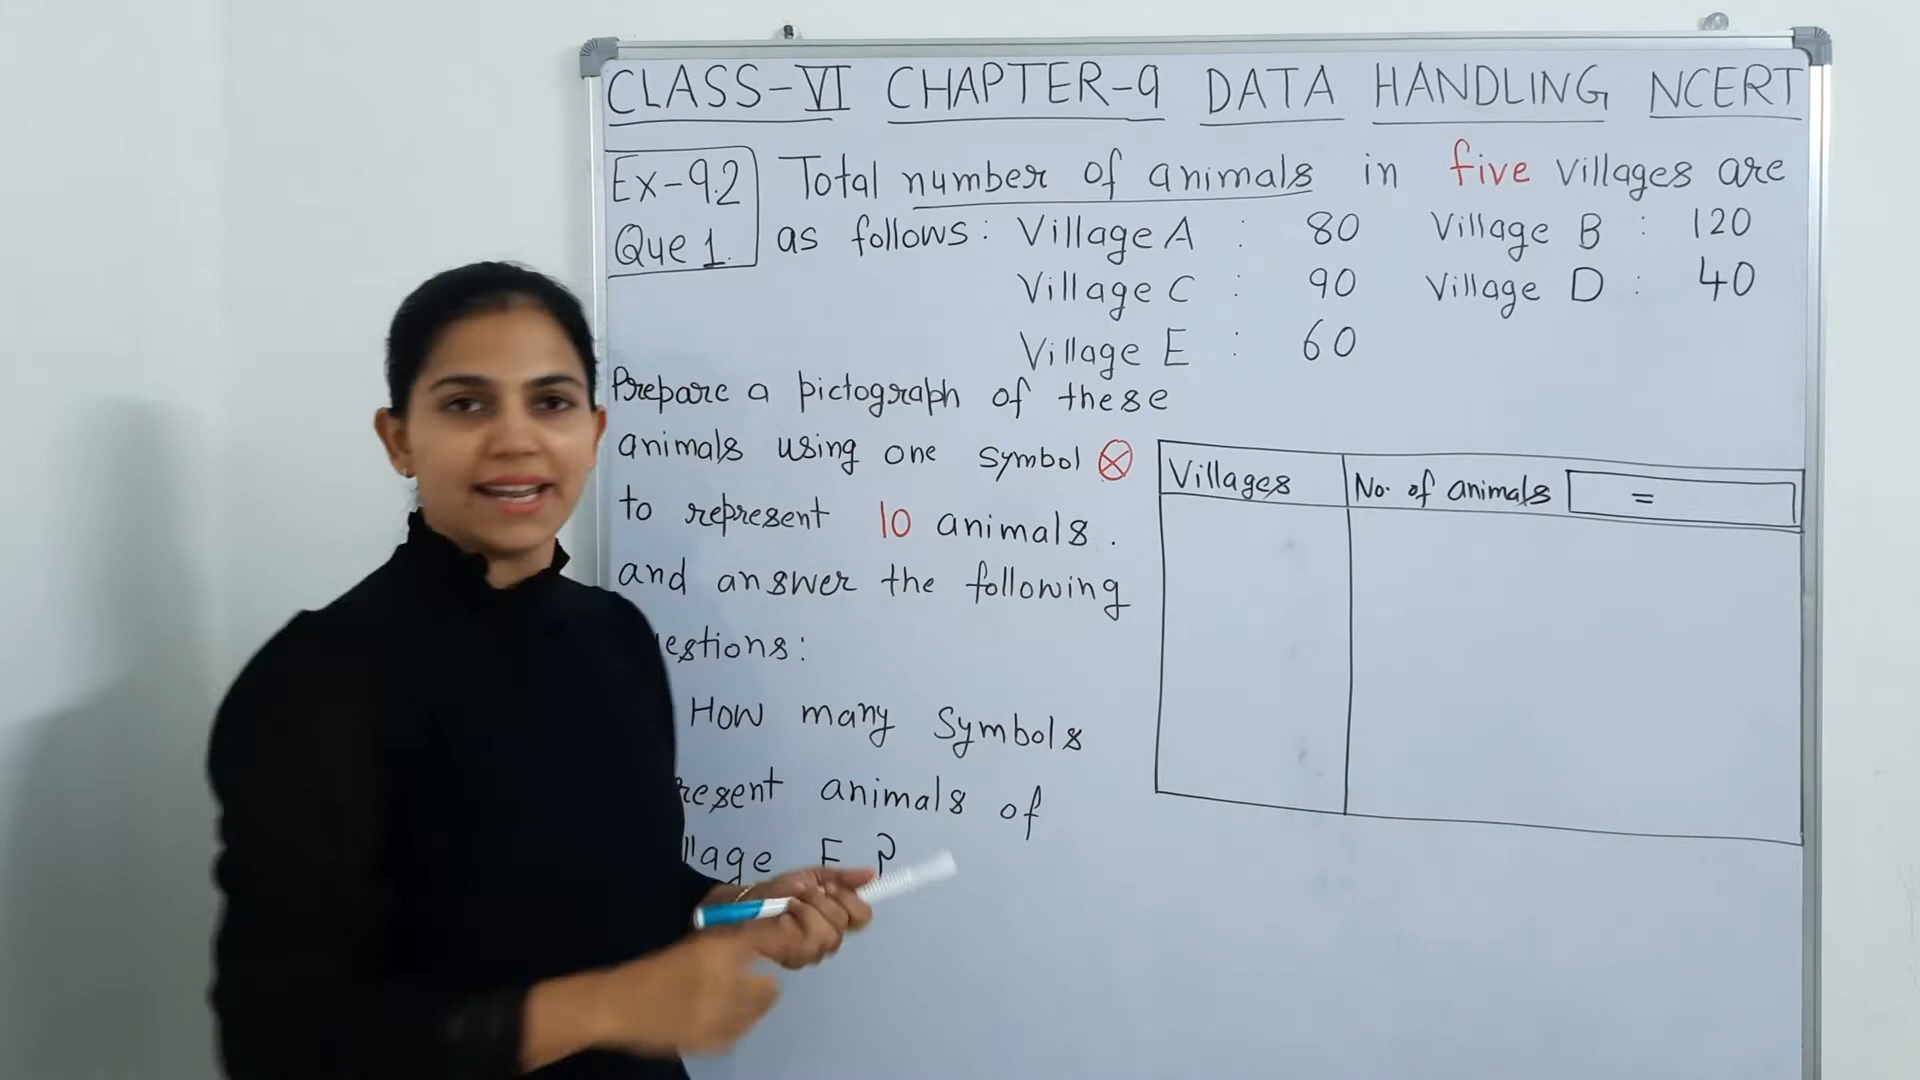 CLASS-VI CHAPTER-9 DATA HANDLING NCERT
Ex-9.2 Total number of animals in five villages are
Que 1. as follows: Village A : 80 Village B : 120
Village C : 90 Village D : 40
Village E : 60
Prepare a pictograph of these
animals using one symbol ⊗
to represent 10 animals.
and answer the following
estions:
How many Symbols
resent animals of
llage E ?
Villages No. of animals =